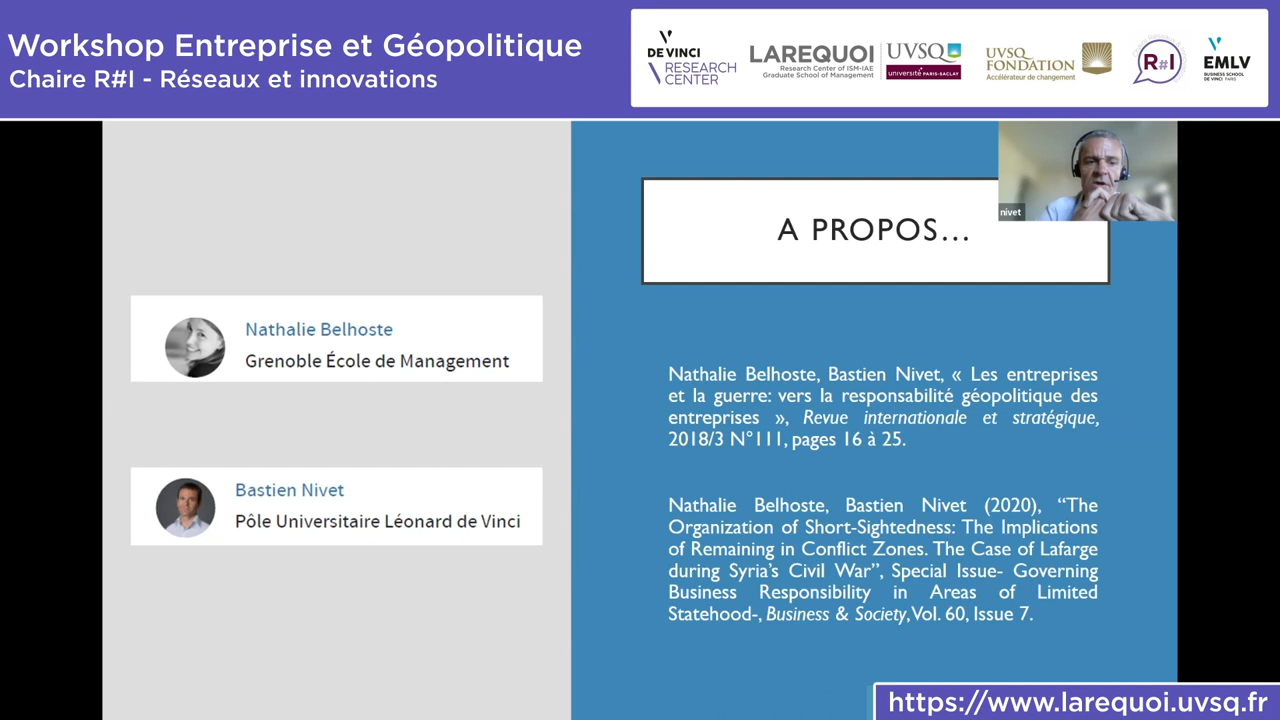 Workshop Entreprise et Géopolitique
Chaire R#I - Réseaux et innovations
DE VINCI
RESEARCH
CENTER
LAREQUOI
Research Center of ISM-IAE
Graduate School of Management
UVSQ
université PARIS-SACLAY
UVSQ
FONDATION
Accélérateur de changement
R#I
EMLV
BUSINESS SCHOOL
DE VINCI PARIS
nivet
A PROPOS...
Nathalie Belhoste
Grenoble École de Management
Bastien Nivet
Pôle Universitaire Léonard de Vinci
Nathalie Belhoste, Bastien Nivet, « Les entreprises
et la guerre: vers la responsabilité géopolitique des
entreprises », Revue internationale et stratégique,
2018/3 N°111, pages 16 à 25.
Nathalie Belhoste, Bastien Nivet (2020), “The
Organization of Short-Sightedness: The Implications
of Remaining in Conflict Zones. The Case of Lafarge
during Syria’s Civil War”, Special Issue- Governing
Business Responsibility in Areas of Limited
Statehood-, Business & Society, Vol. 60, Issue 7.
https://www.larequoi.uvsq.fr